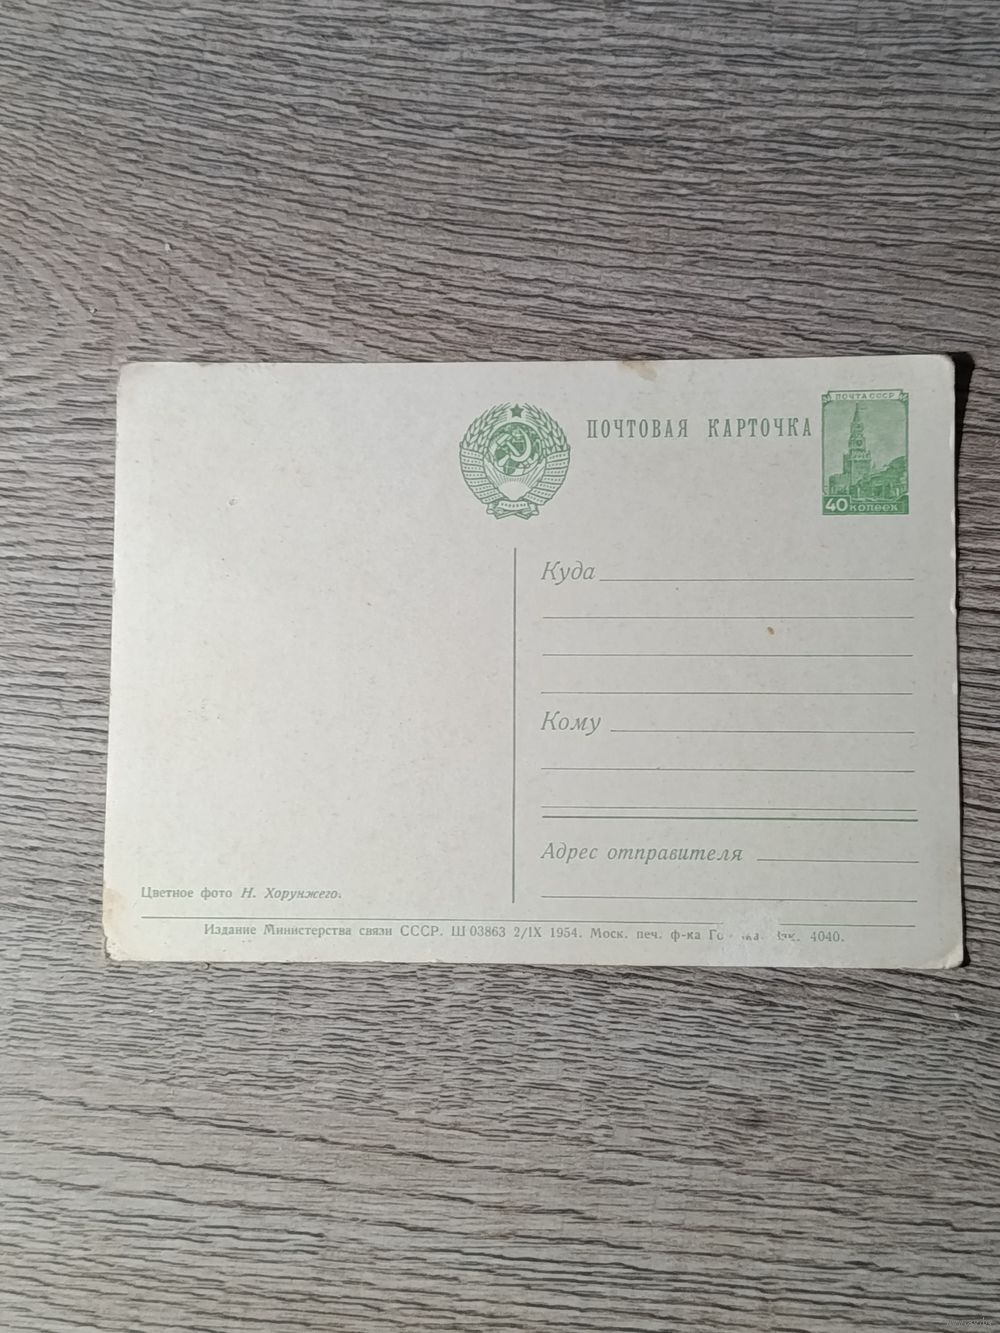 ПОЧТОВАЯ КАРТОЧКА
ПОЧТА СССР
40 КОПЕЕК
Куда
Кому
Адрес отправителя
Цветное фото Н. Хорунжего.
Издание Министерства связи СССР. Ш 03863 2/IX 1954. Моск. печ. ф-ка 4040.